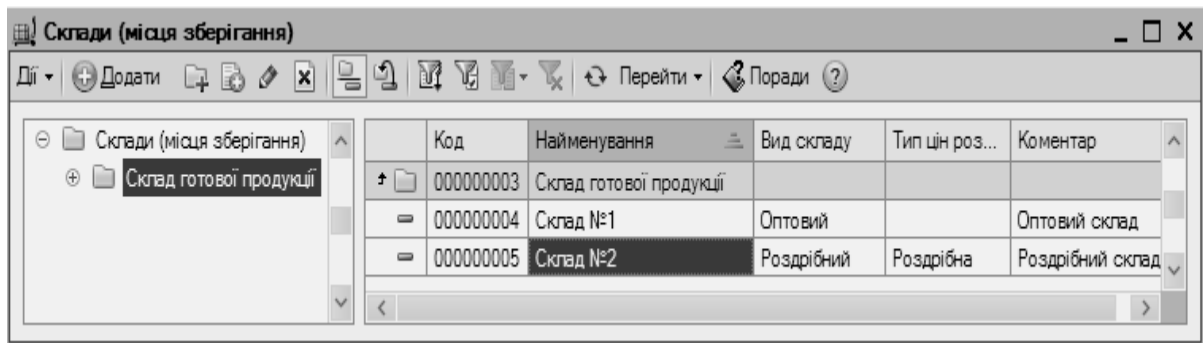 Склади (місця зберігання)
Дії Додати Перейти Поради
Склади (місця зберігання)
Склад готової продукції
Код Найменування Вид складу Тип цін роз... Коментар
000000003 Склад готової продукції
000000004 Склад №1 Оптовий Оптовий склад
000000005 Склад №2 Роздрібний Роздрібна Роздрібний склад